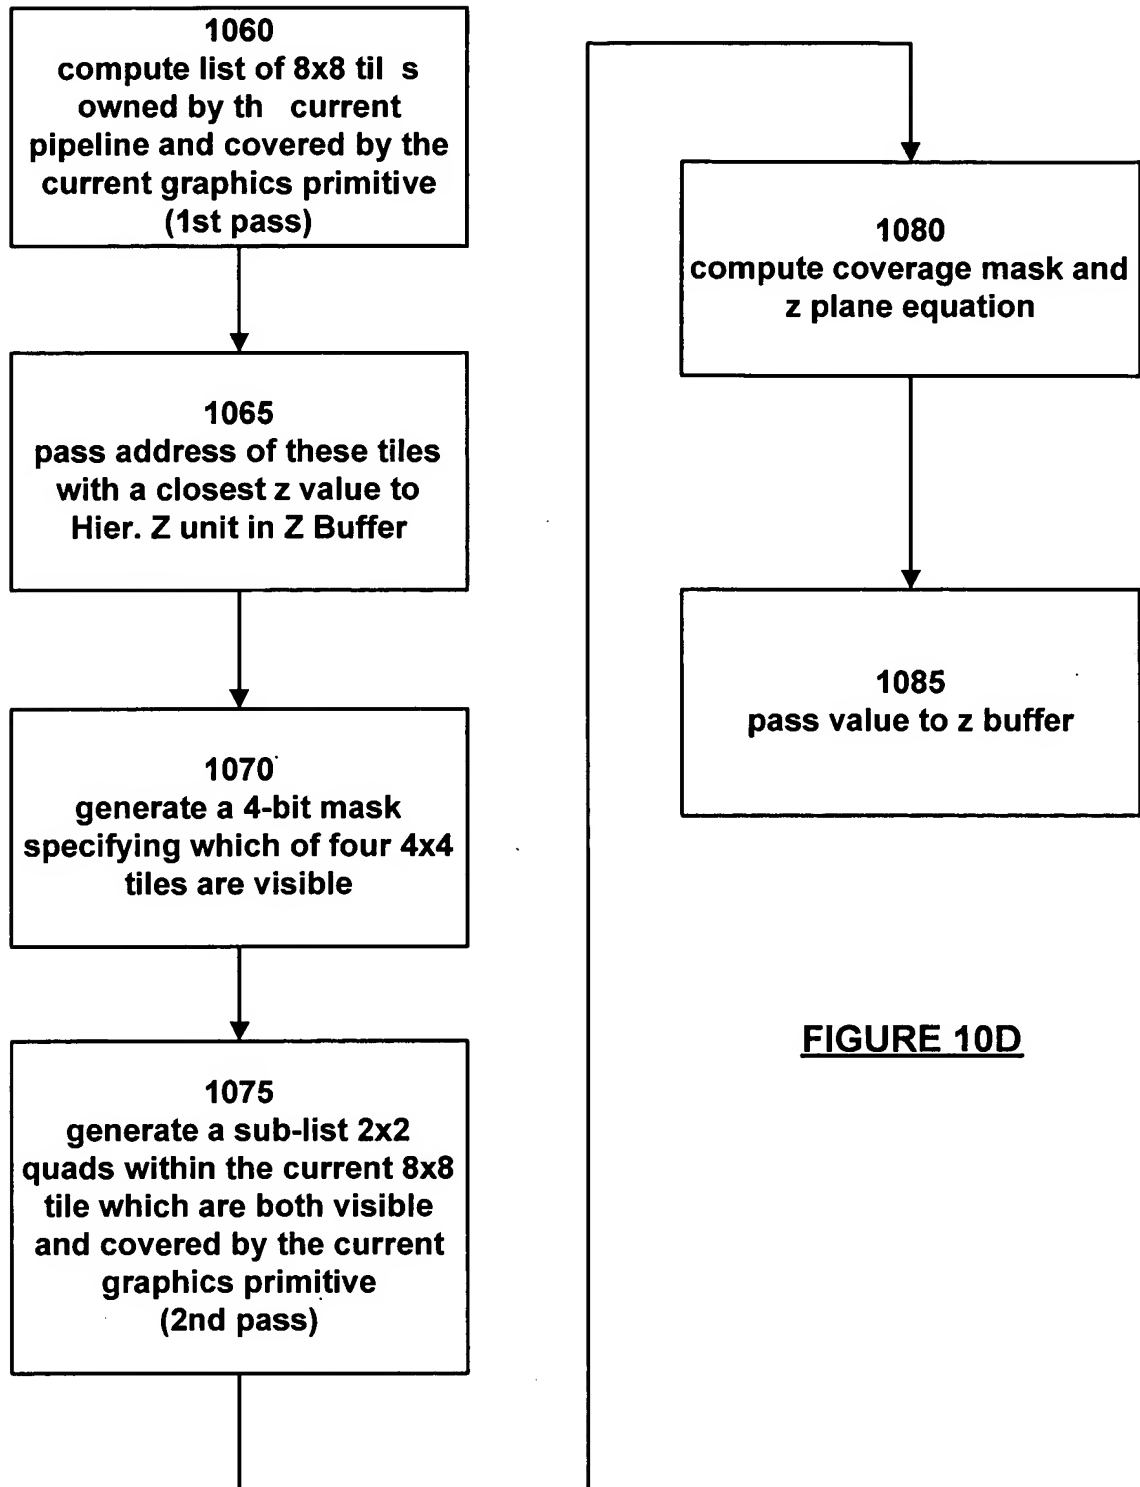 1060
compute list of 8x8 til s
owned by th current
pipeline and covered by the
current graphics primitive
(1st pass)
1065
pass address of these tiles
with a closest z value to
Hier. Z unit in Z Buffer
1070
generate a 4-bit mask
specifying which of four 4x4
tiles are visible
1075
generate a sub-list 2x2
quads within the current 8x8
tile which are both visible
and covered by the current
graphics primitive
(2nd pass)
1080
compute coverage mask and
z plane equation
1085
pass value to z buffer
FIGURE 10D